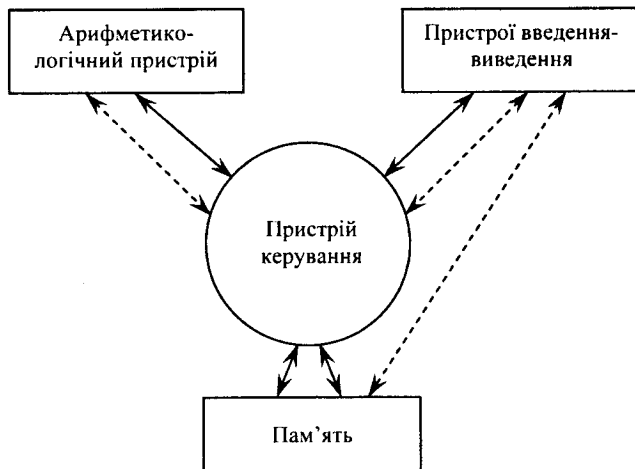 Арифметико-
логічний пристрій
Пристрої введення-
виведення
Пристрій
керування
Пам’ять